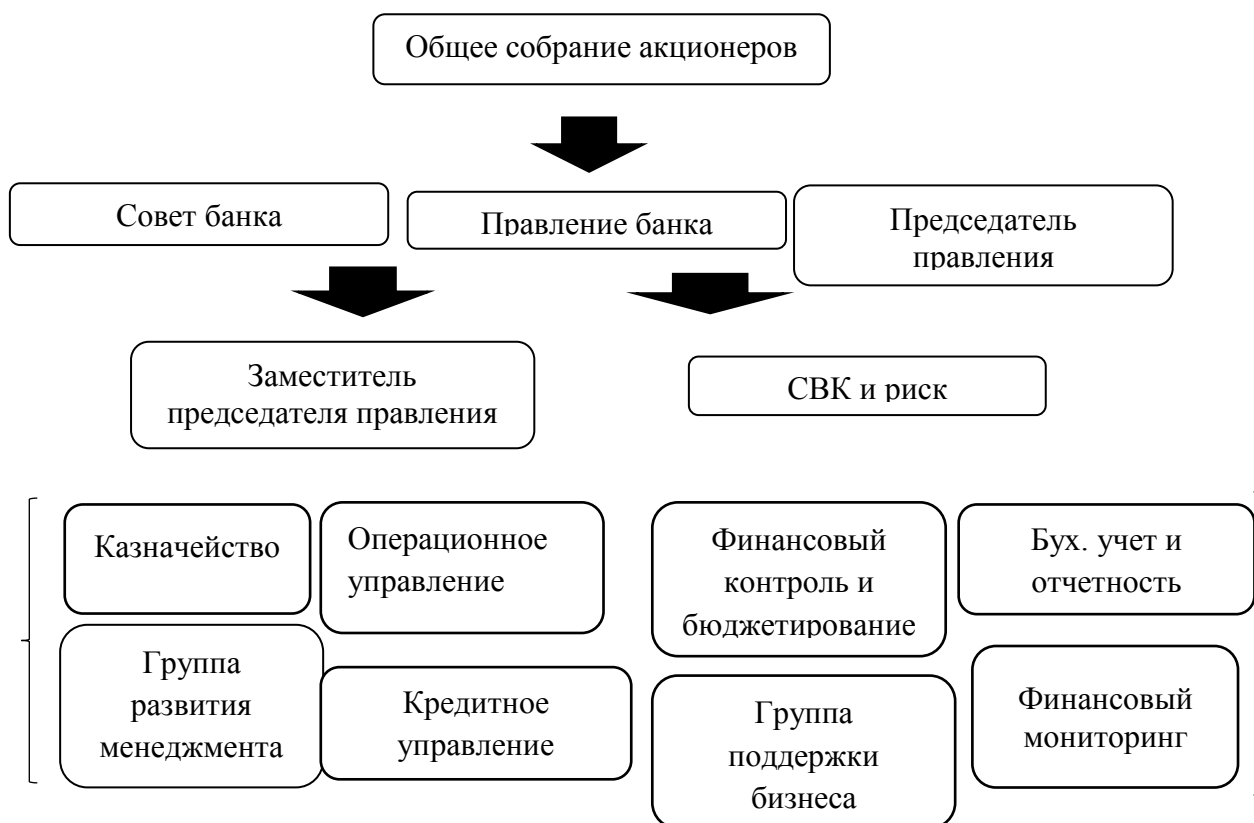 Общее собрание акционеров
Совет банка
Правление банка
Председатель
правления
Заместитель
председателя правления
СВК и риск
Казначейство
Операционное
управление
Финансовый
контроль и
бюджетирование
Бух. учет и
отчетность
Группа
развития
менеджмента
Кредитное
управление
Группа
поддержки
бизнеса
Финансовый
мониторинг